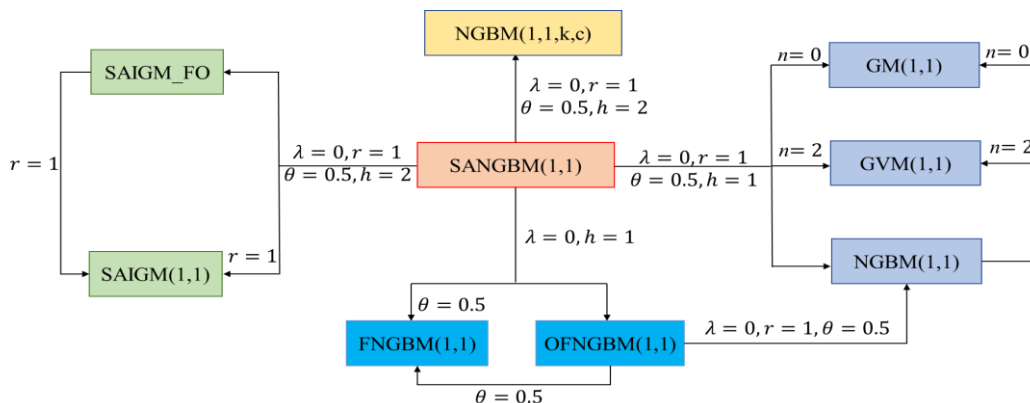 NGBM(1,1,k,c)
SAIGM_FO
n= 0
GM(1,1)
n= 0
λ = 0, r = 1
θ = 0.5, h = 2
r = 1
λ = 0, r = 1
θ = 0.5, h = 2
SANGBM(1,1)
λ = 0, r = 1
θ = 0.5, h = 1
n= 2
GVM(1,1)
n= 2
λ = 0, h = 1
r = 1
SAIGM(1,1)
NGBM(1,1)
θ = 0.5
FNGBM(1,1)
OFNGBM(1,1)
λ = 0, r = 1, θ = 0.5
θ = 0.5